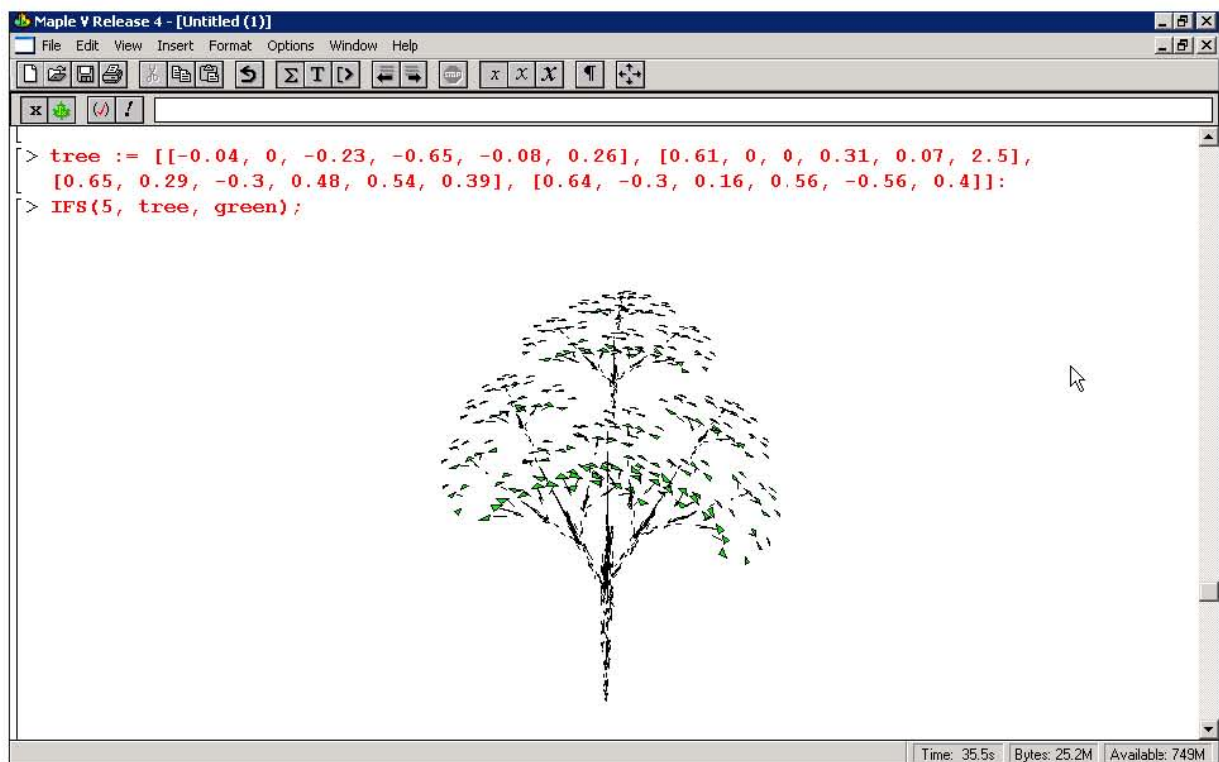 Maple V Release 4 - [Untitled (1)]
File Edit View Insert Format Options Window Help
Σ T [> STOP x x x ¶
x (√) !
> tree := [[-0.04, 0, -0.23, -0.65, -0.08, 0.26], [0.61, 0, 0, 0.31, 0.07, 2.5],
[0.65, 0.29, -0.3, 0.48, 0.54, 0.39], [0.64, -0.3, 0.16, 0.56, -0.56, 0.4]]:
> IFS(5, tree, green);
Time: 35.5s Bytes: 25.2M Available: 749M